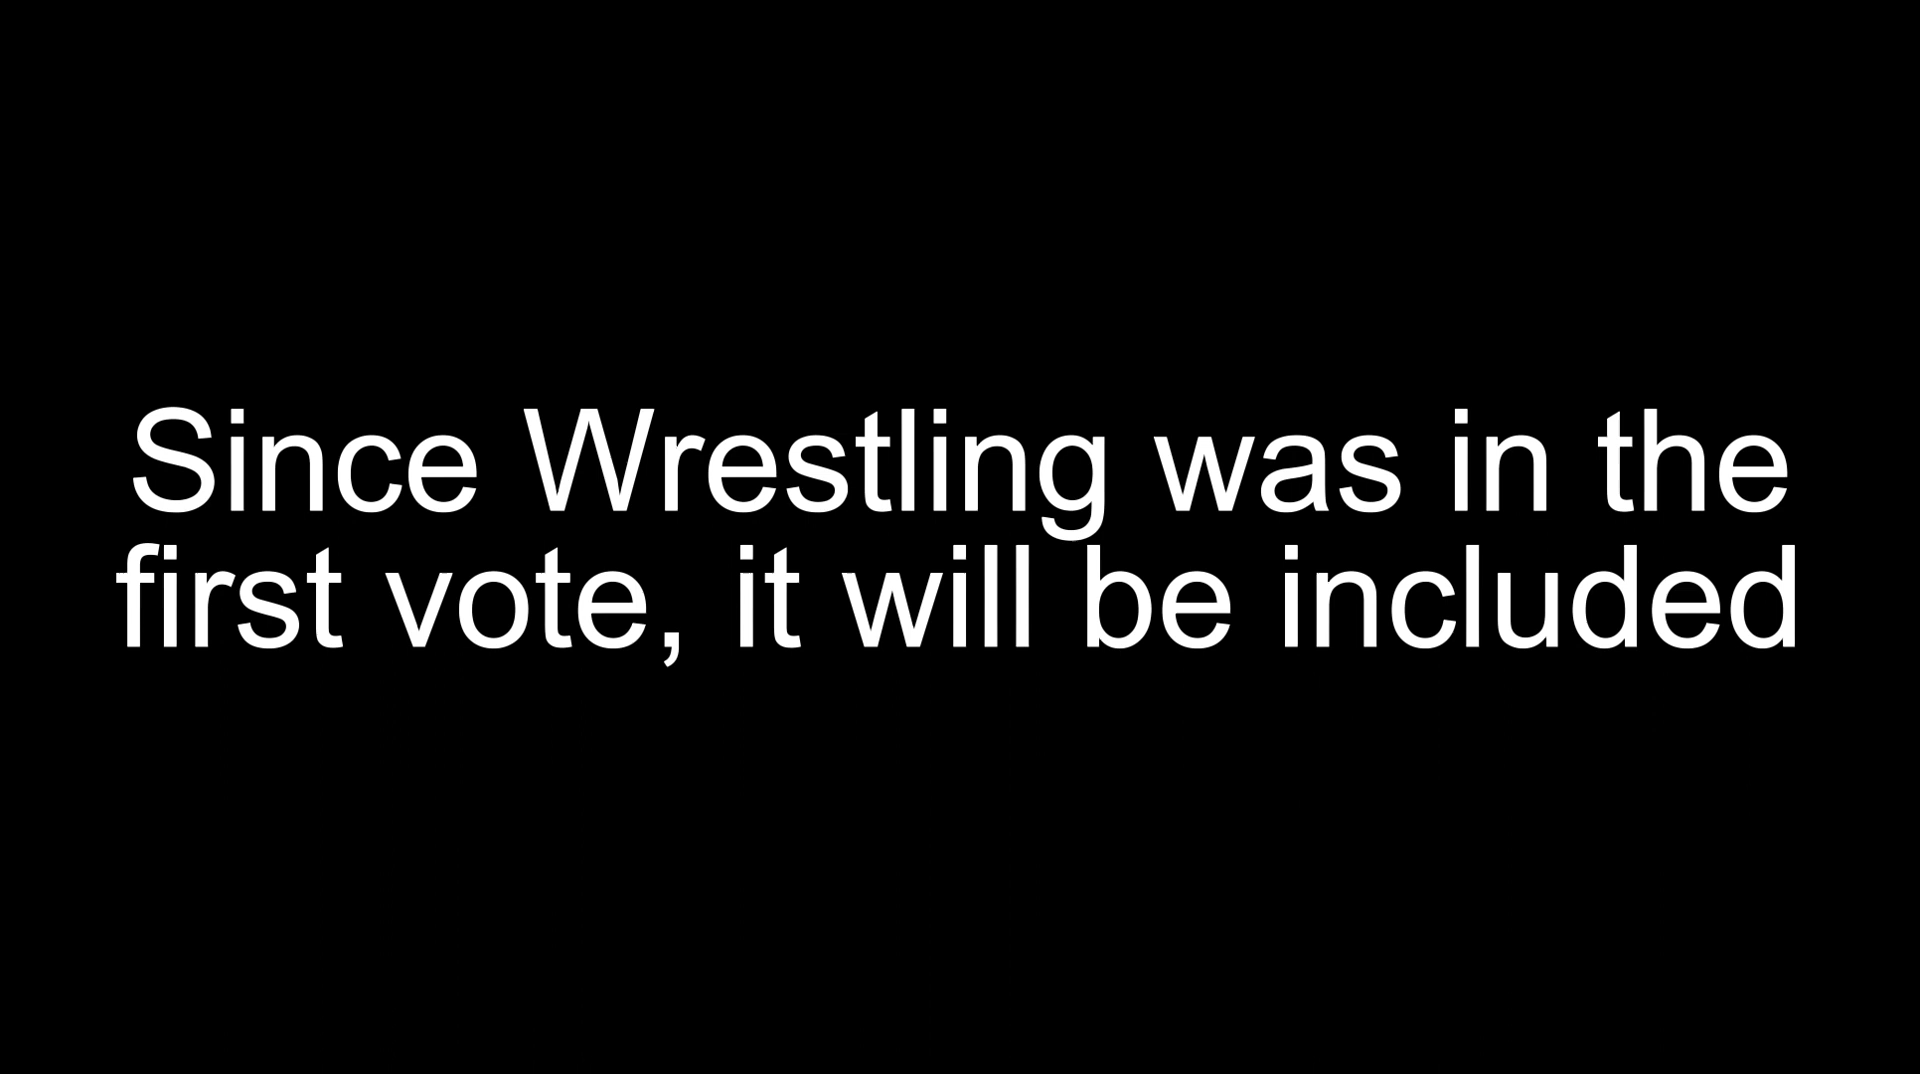 Since Wrestling was in the
first vote, it will be included